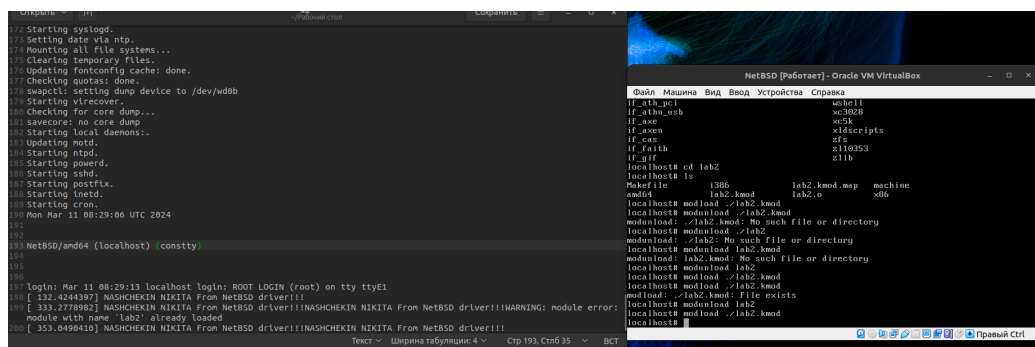 Открыть
~/Рабочий стол
Сохранить
172 Starting syslogd.
173 Setting date via ntp.
174 Mounting all file systems...
175 Clearing temporary files.
176 Updating fontconfig cache: done.
177 Checking quotas: done.
178 swapctl: setting dump device to /dev/wd0b
179 Starting virecover.
180 Checking for core dump...
181 savecore: no core dump
182 Starting local daemons:.
183 Updating motd.
184 Starting ntpd.
185 Starting powerd.
186 Starting sshd.
187 Starting postfix.
188 Starting inetd.
189 Starting cron.
190 Mon Mar 11 08:29:06 UTC 2024
191
192
193 NetBSD/amd64 (localhost) (constty)
194
195
196
197 login: Mar 11 08:29:13 localhost login: ROOT LOGIN (root) on tty ttyE1
198 [ 132.4244397] NASHCHEKIN NIKITA From NetBSD driver!!!
199 [ 333.2778982] NASHCHEKIN NIKITA From NetBSD driver!!!NASHCHEKIN NIKITA From NetBSD driver!!!WARNING: module error:
module with name `lab2' already loaded
200 [ 353.0490410] NASHCHEKIN NIKITA From NetBSD driver!!!NASHCHEKIN NIKITA From NetBSD driver!!!
Текст Ширина табуляции: 4 Стр 193, Стлб 35 ВСТ
NetBSD [Работает] - Oracle VM VirtualBox
Файл Машина Вид Ввод Устройства Справка
if_ath_pci wsbell
if_athn_usb xc3028
if_axe xc5k
if_axen xldscripts
if_cas zfs
if_faith zl10353
if_gif zlib
localhost# cd lab2
localhost# ls
Makefile i386 lab2.kmod.map machine
amd64 lab2.kmod lab2.o x86
localhost# modload ./lab2.kmod
localhost# modunload ./lab2.kmod
modunload: ./lab2.kmod: No such file or directory
localhost# modunload ./lab2
modunload: ./lab2: No such file or directory
localhost# modunload lab2.kmod
modunload: lab2.kmod: No such file or directory
localhost# modunload lab2
localhost# modload ./lab2.kmod
localhost# modload ./lab2.kmod
modload: ./lab2.kmod: File exists
localhost# modunload lab2
localhost# modload ./lab2.kmod
localhost#
Правый Ctrl